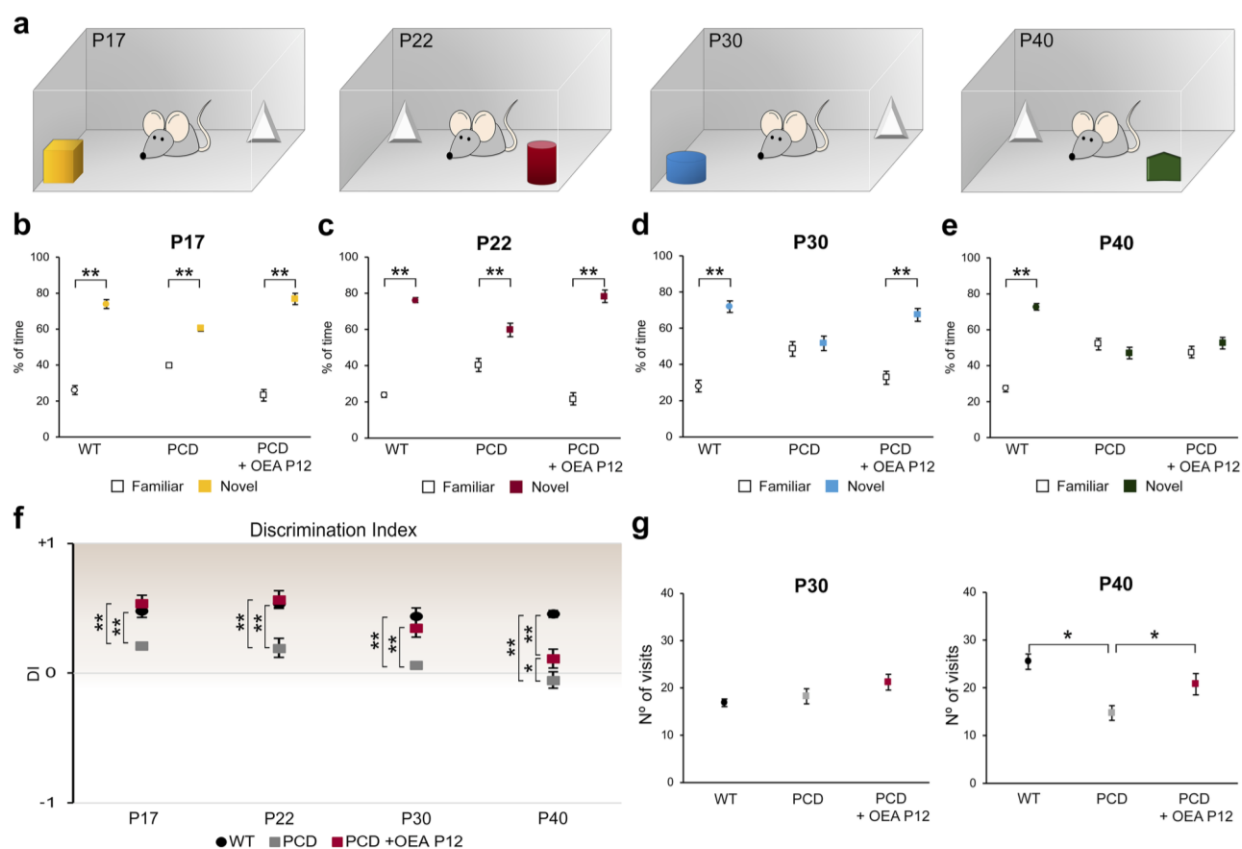 a
P17
P22
P30
P40
b
P17
% of time
100
80
60
40
20
0
**
**
**
WT
PCD
PCD
+ OEA P12
Familiar
Novel
c
P22
% of time
100
80
60
40
20
0
**
**
**
WT
PCD
PCD
+ OEA P12
Familiar
Novel
d
P30
% of time
100
80
60
40
20
0
**
**
WT
PCD
PCD
+ OEA P12
Familiar
Novel
e
P40
% of time
100
80
60
40
20
0
**
WT
PCD
PCD
+ OEA P12
Familiar
Novel
f
Discrimination Index
+1
DI
0
-1
**
**
**
**
**
**
**
**
*
P17
P22
P30
P40
WT
PCD
PCD +OEA P12
g
P30
Nº of visits
40
30
20
10
0
WT
PCD
PCD
+ OEA P12
P40
Nº of visits
40
30
20
10
0
*
*
WT
PCD
PCD
+ OEA P12